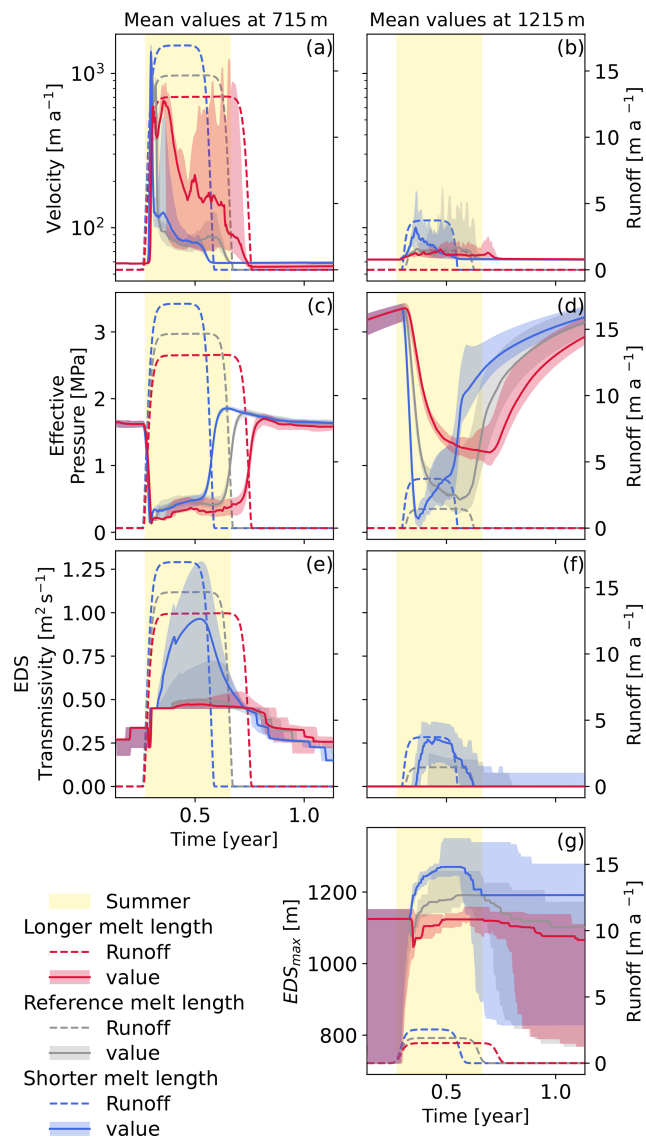 Mean values at 715 m
Mean values at 1215 m
(a)
(b)
10³
10²
Velocity [m a⁻¹]
15
10
5
0
Runoff [m a⁻¹]
(c)
(d)
3
2
1
0
Effective
Pressure [MPa]
15
10
5
0
Runoff [m a⁻¹]
(e)
(f)
1.25
1.00
0.75
0.50
0.25
0.00
EDS
Transmissivity [m² s⁻¹]
15
10
5
0
Runoff [m a⁻¹]
0.5
1.0
Time [year]
(g)
1200
1000
800
EDSₘₐₓ [m]
15
10
5
0
Runoff [m a⁻¹]
0.5
1.0
Time [year]
Summer
Longer melt length
Runoff
value
Reference melt length
Runoff
value
Shorter melt length
Runoff
value